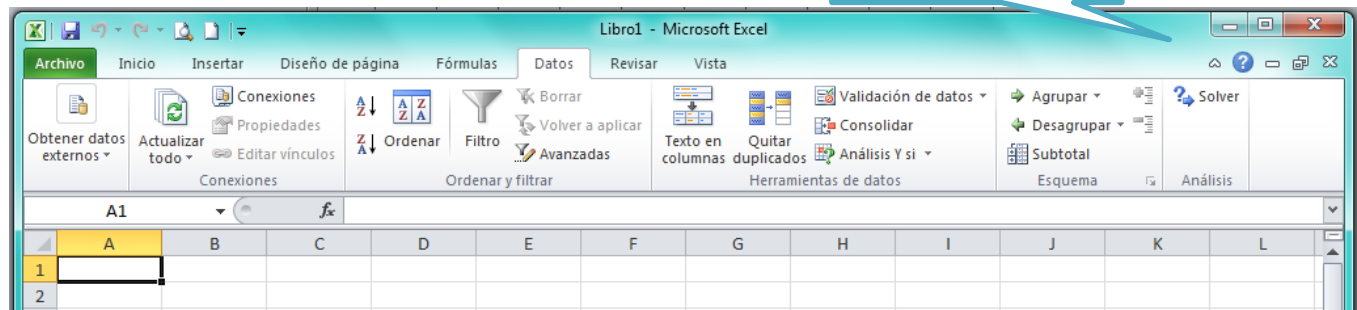 Libro1 - Microsoft Excel
Archivo Inicio Insertar Diseño de página Fórmulas Datos Revisar Vista
Obtener datos externos
Actualizar todo
Conexiones
Propiedades
Editar vínculos
Conexiones
Ordenar
Filtro
Borrar
Volver a aplicar
Avanzadas
Ordenar y filtrar
Texto en columnas
Quitar duplicados
Validación de datos
Consolidar
Análisis Y si
Herramientas de datos
Agrupar
Desagrupar
Subtotal
Esquema
Solver
Análisis
A1 fx
A B C D E F G H I J K L
1
2